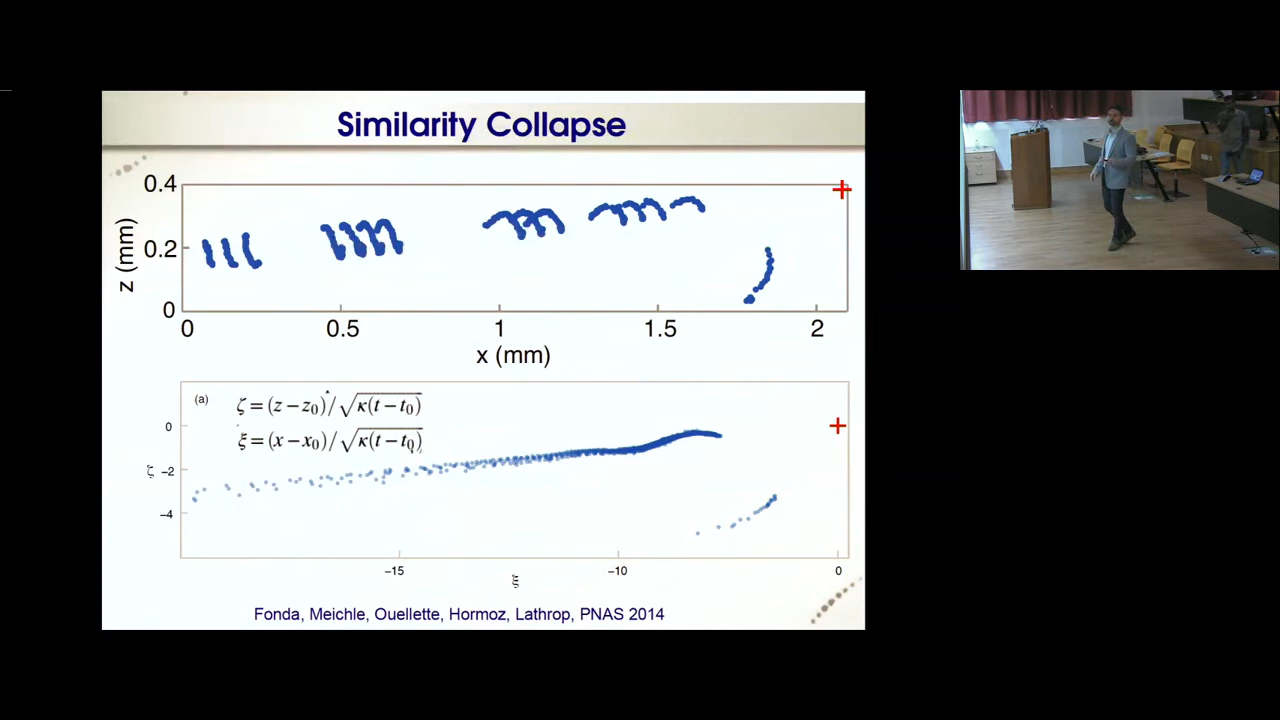 Similarity Collapse
0.4
0.2
0
z (mm)
0 0.5 1 1.5 2
x (mm)
(a)
ζ = (z − z₀) / √κ(t − t₀)
ξ = (x − x₀) / √κ(t − t₀)
0
−2
−4
ζ
−15 −10 0
ξ
Fonda, Meichle, Ouellette, Hormoz, Lathrop, PNAS 2014